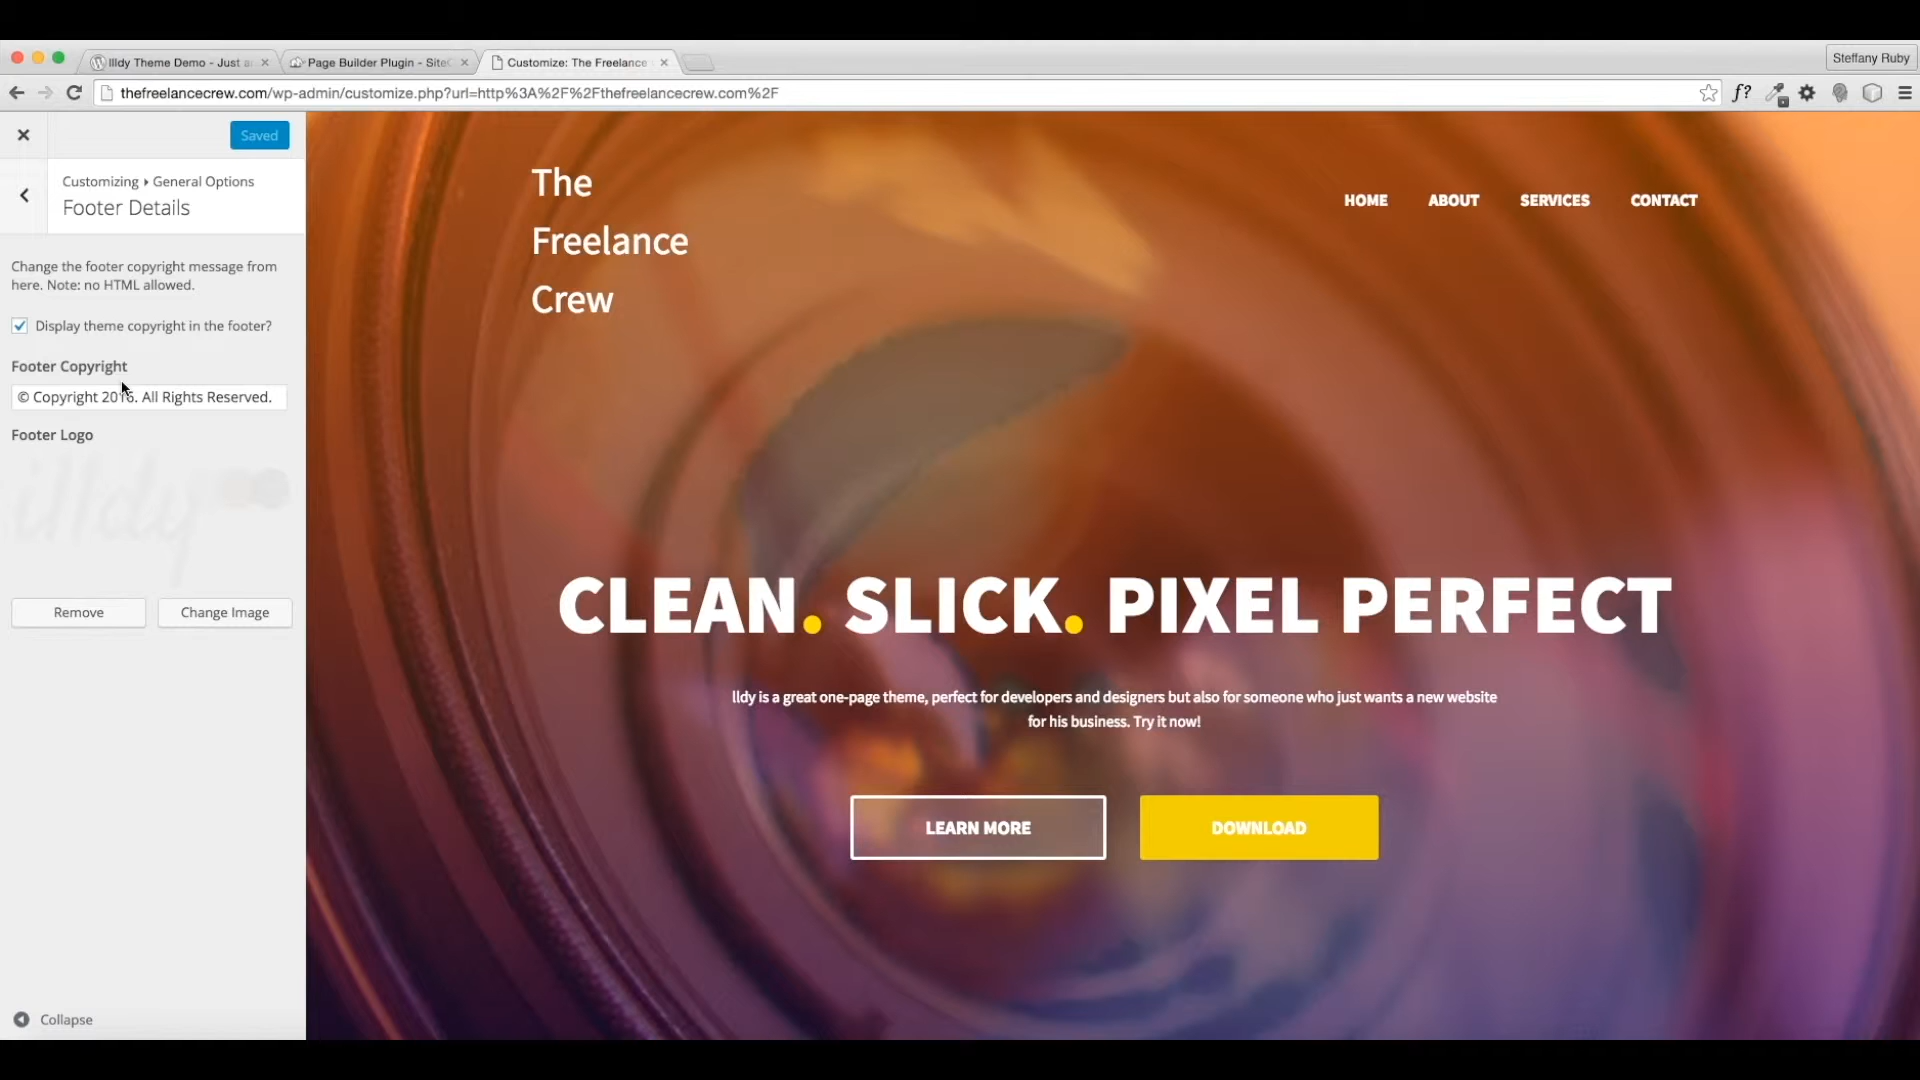 Illdy Theme Demo - Just a
Page Builder Plugin - Site
Customize: The Freelance
Steffany Ruby
thefreelancecrew.com/wp-admin/customize.php?url=http%3A%2F%2Fthefreelancecrew.com%2F
f?
Saved
Customizing ▸ General Options
Footer Details
Change the footer copyright message from
here. Note: no HTML allowed.
Display theme copyright in the footer?
Footer Copyright
© Copyright 2016. All Rights Reserved.
Footer Logo
illdy
Remove
Change Image
Collapse
The
Freelance
Crew
HOME
ABOUT
SERVICES
CONTACT
CLEAN. SLICK. PIXEL PERFECT
lldy is a great one-page theme, perfect for developers and designers but also for someone who just wants a new website
for his business. Try it now!
LEARN MORE
DOWNLOAD